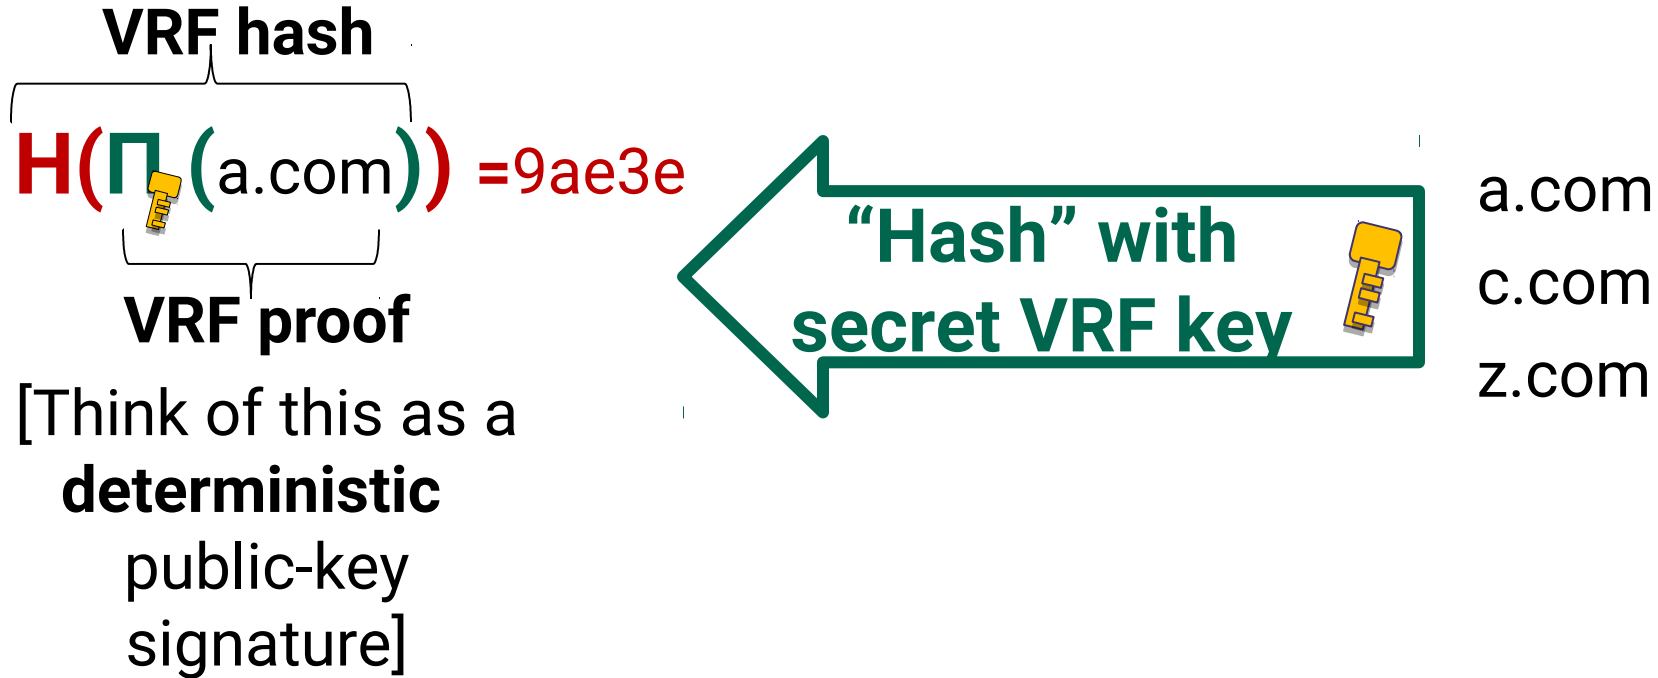 VRF hash
H(Π(a.com)) =9ae3e
VRF proof
[Think of this as a
deterministic
public-key
signature]
“Hash” with
secret VRF key
a.com
c.com
z.com